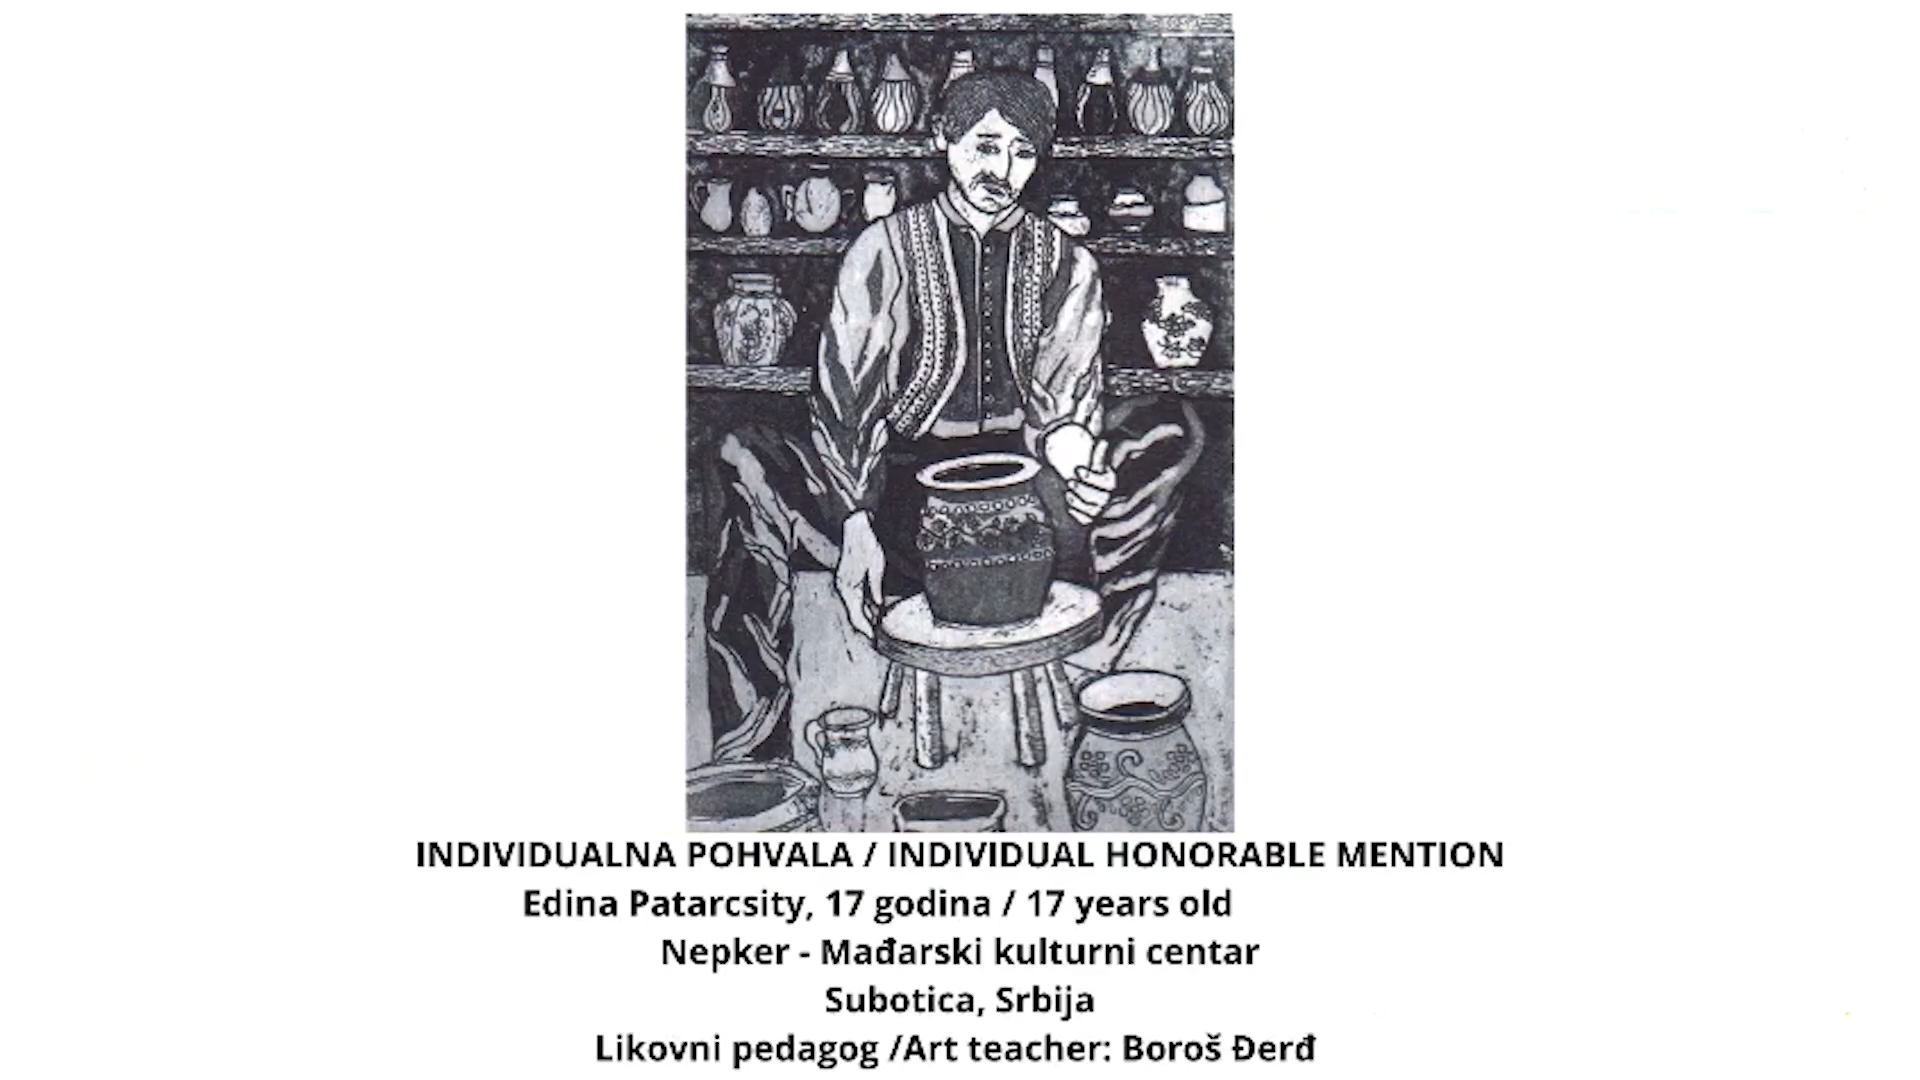 INDIVIDUALNA POHVALA / INDIVIDUAL HONORABLE MENTION
Edina Patarcsity, 17 godina / 17 years old
Nepker - Mađarski kulturni centar
Subotica, Srbija
Likovni pedagog /Art teacher: Boroš Đerđ